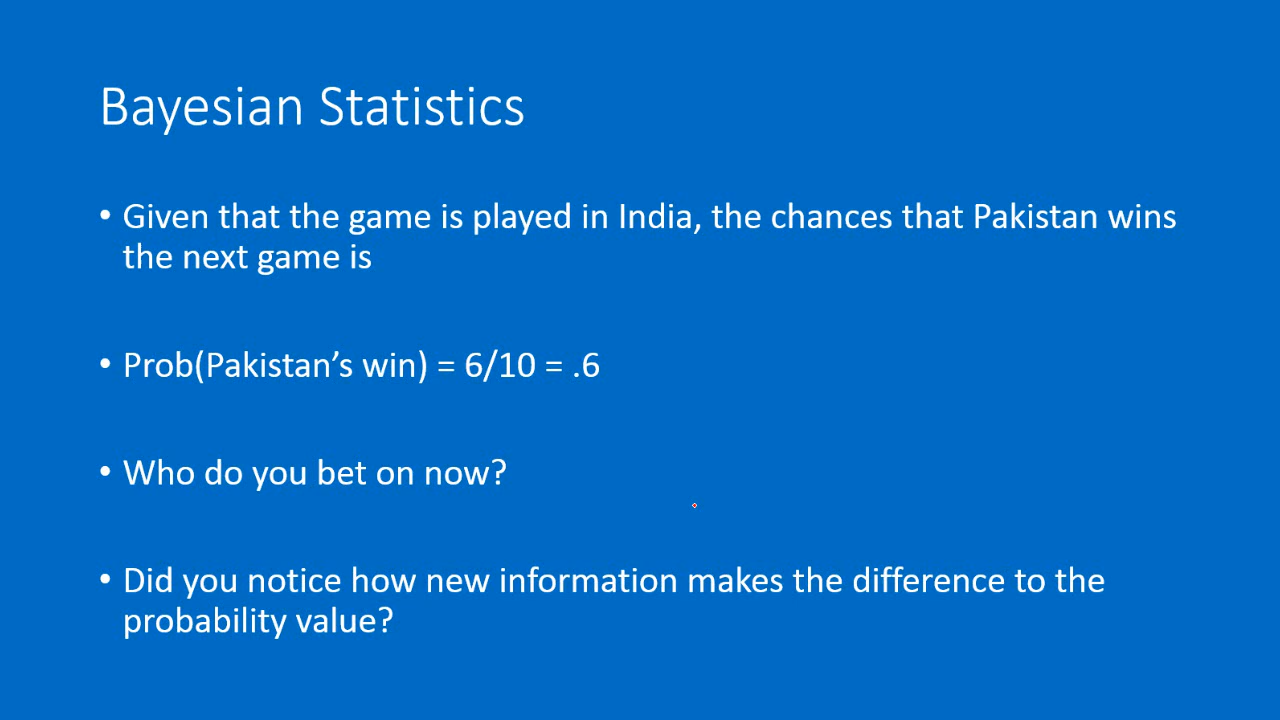 Bayesian Statistics
• Given that the game is played in India, the chances that Pakistan wins
the next game is
• Prob(Pakistan’s win) = 6/10 = .6
• Who do you bet on now?
• Did you notice how new information makes the difference to the
probability value?